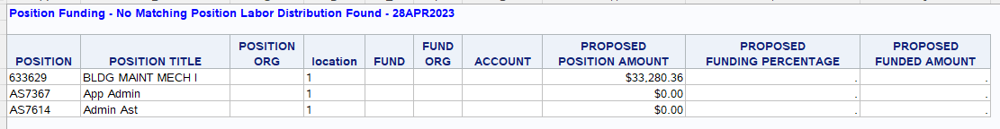 Position Funding - No Matching Position Labor Distribution Found - 28APR2023
POSITION POSITION TITLE POSITION ORG location FUND FUND ORG ACCOUNT PROPOSED POSITION AMOUNT PROPOSED FUNDING PERCENTAGE PROPOSED FUNDED AMOUNT
633629 BLDG MAINT MECH I 1 $33,280.36 . .
AS7367 App Admin 1 $0.00 . .
AS7614 Admin Ast 1 $0.00 . .